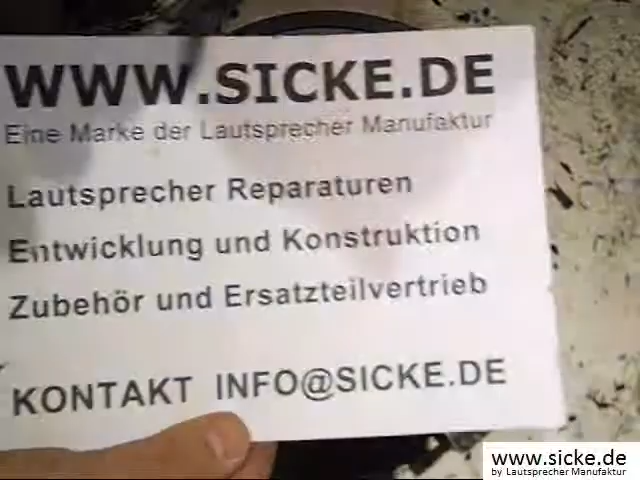 WWW.SICKE.DE
Eine Marke der Lautsprecher Manufaktur
Lautsprecher Reparaturen
Entwicklung und Konstruktion
Zubehör und Ersatzteilvertrieb
KONTAKT INFO@SICKE.DE
www.sicke.de
by Lautsprecher Manufaktur